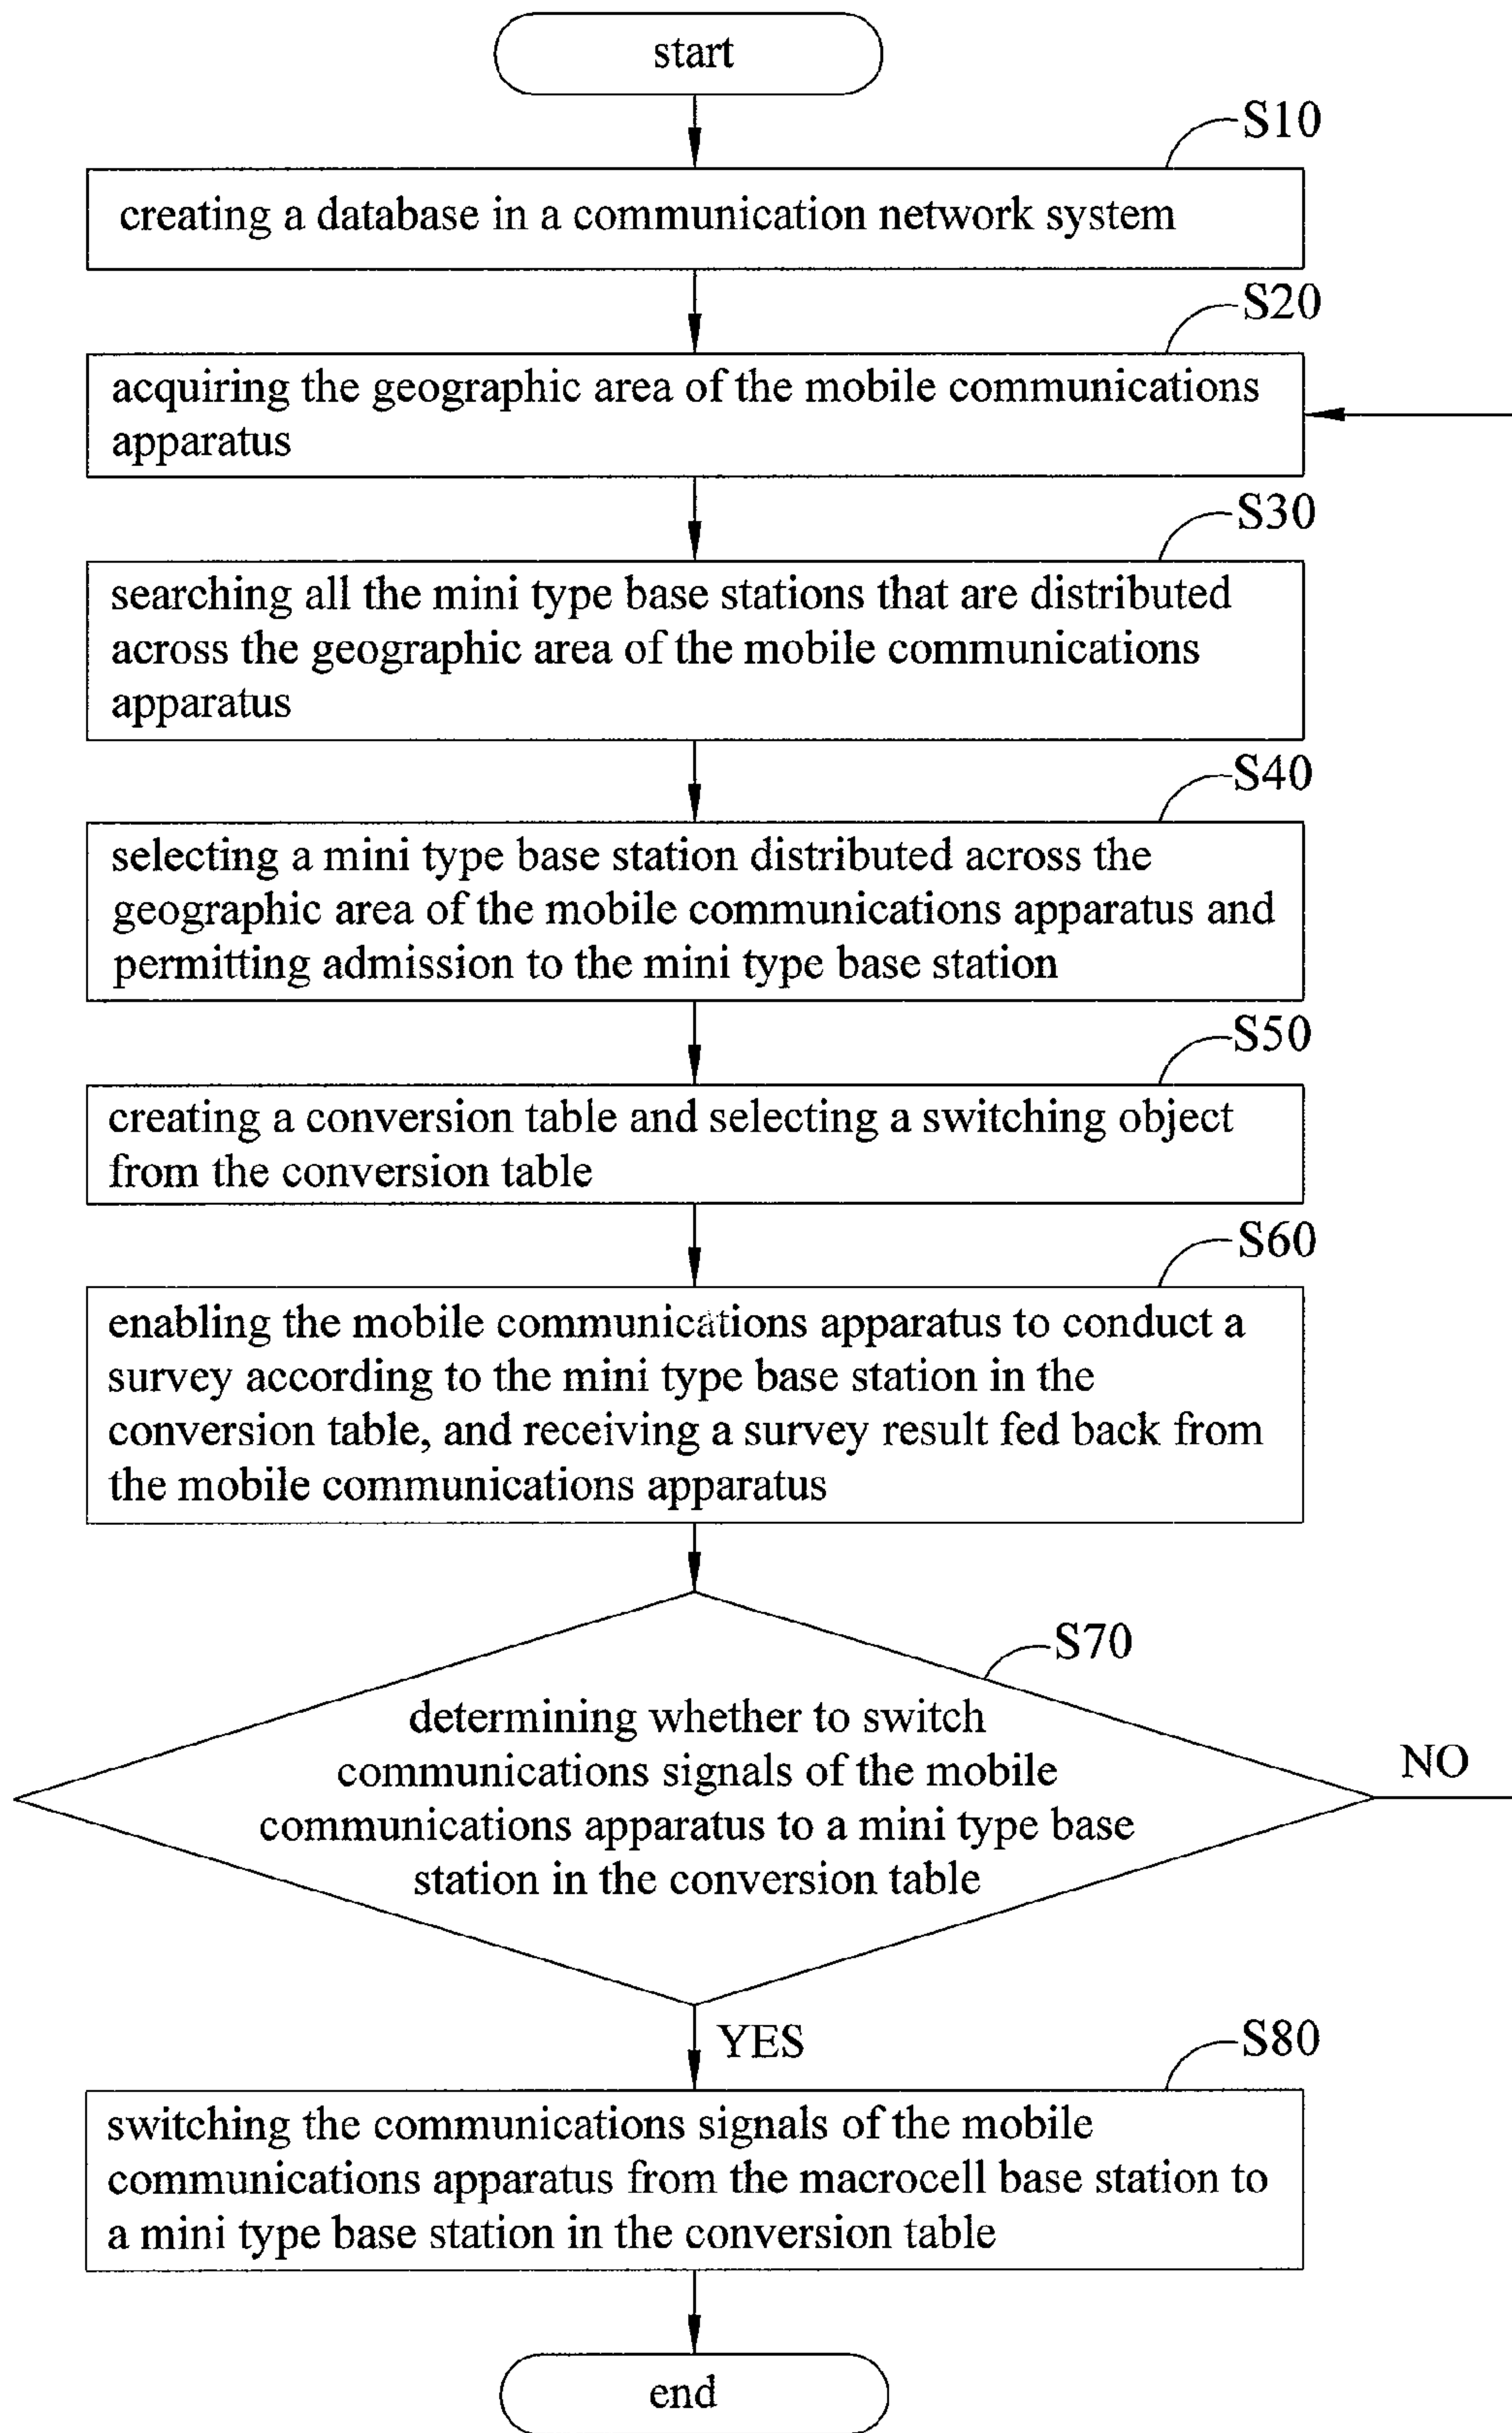 start
S10
creating a database in a communication network system
S20
acquiring the geographic area of the mobile communications
apparatus
S30
searching all the mini type base stations that are distributed
across the geographic area of the mobile communications
apparatus
S40
selecting a mini type base station distributed across the
geographic area of the mobile communications apparatus and
permitting admission to the mini type base station
S50
creating a conversion table and selecting a switching object
from the conversion table
S60
enabling the mobile communications apparatus to conduct a
survey according to the mini type base station in the
conversion table, and receiving a survey result fed back from
the mobile communications apparatus
S70
determining whether to switch
communications signals of the mobile
communications apparatus to a mini type base
station in the conversion table
NO
YES
S80
switching the communications signals of the mobile
communications apparatus from the macrocell base station to
a mini type base station in the conversion table
end